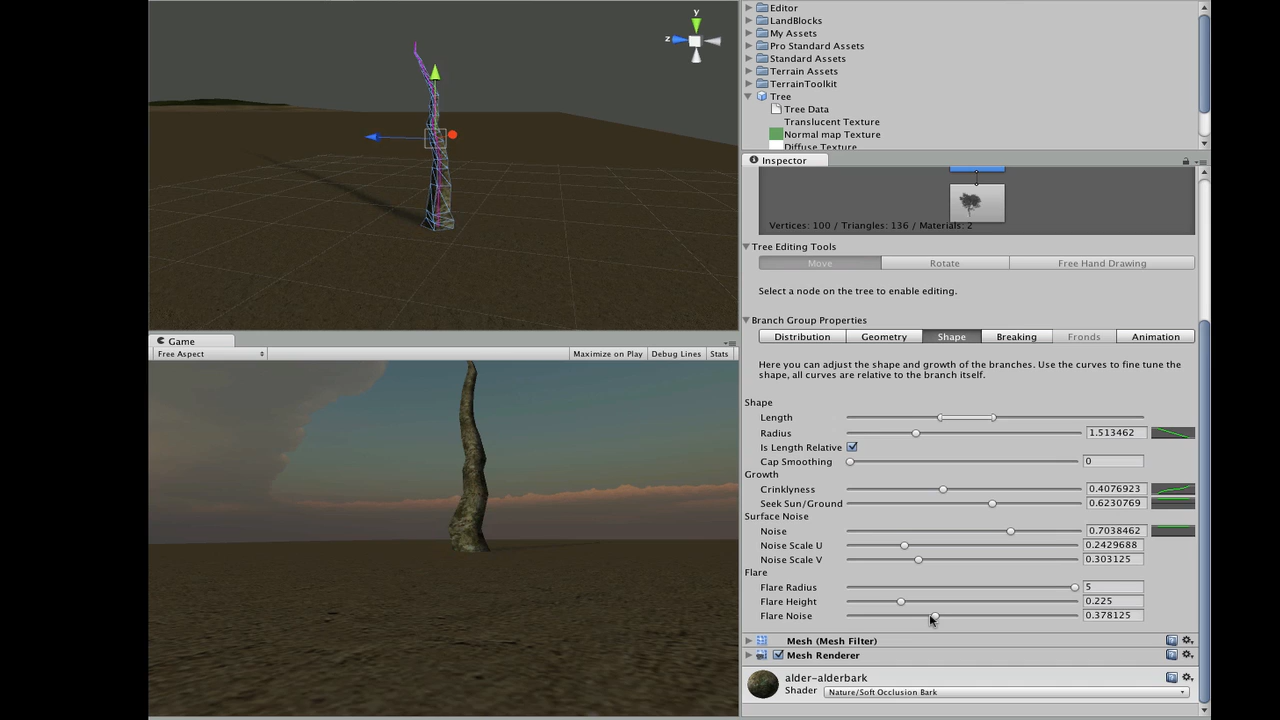 y
z
Editor
LandBlocks
My Assets
Pro Standard Assets
Standard Assets
Terrain Assets
TerrainToolkit
Tree
Tree Data
Translucent Texture
Normal map Texture
Diffuse Texture
Inspector
Vertices: 100 / Triangles: 136 / Materials: 2
Tree Editing Tools
Move Rotate Free Hand Drawing
Select a node on the tree to enable editing.
Branch Group Properties
Distribution Geometry Shape Breaking Fronds Animation
Here you can adjust the shape and growth of the branches. Use the curves to fine tune the
shape, all curves are relative to the branch itself.
Shape
Length
Radius 1.513462
Is Length Relative
Cap Smoothing 0
Growth
Crinklyness 0.4076923
Seek Sun/Ground 0.6230769
Surface Noise
Noise 0.7038462
Noise Scale U 0.2429688
Noise Scale V 0.303125
Flare
Flare Radius 5
Flare Height 0.225
Flare Noise 0.378125
Mesh (Mesh Filter)
Mesh Renderer
alder-alderbark
Shader Nature/Soft Occlusion Bark
Game
Free Aspect Maximize on Play Debug Lines Stats